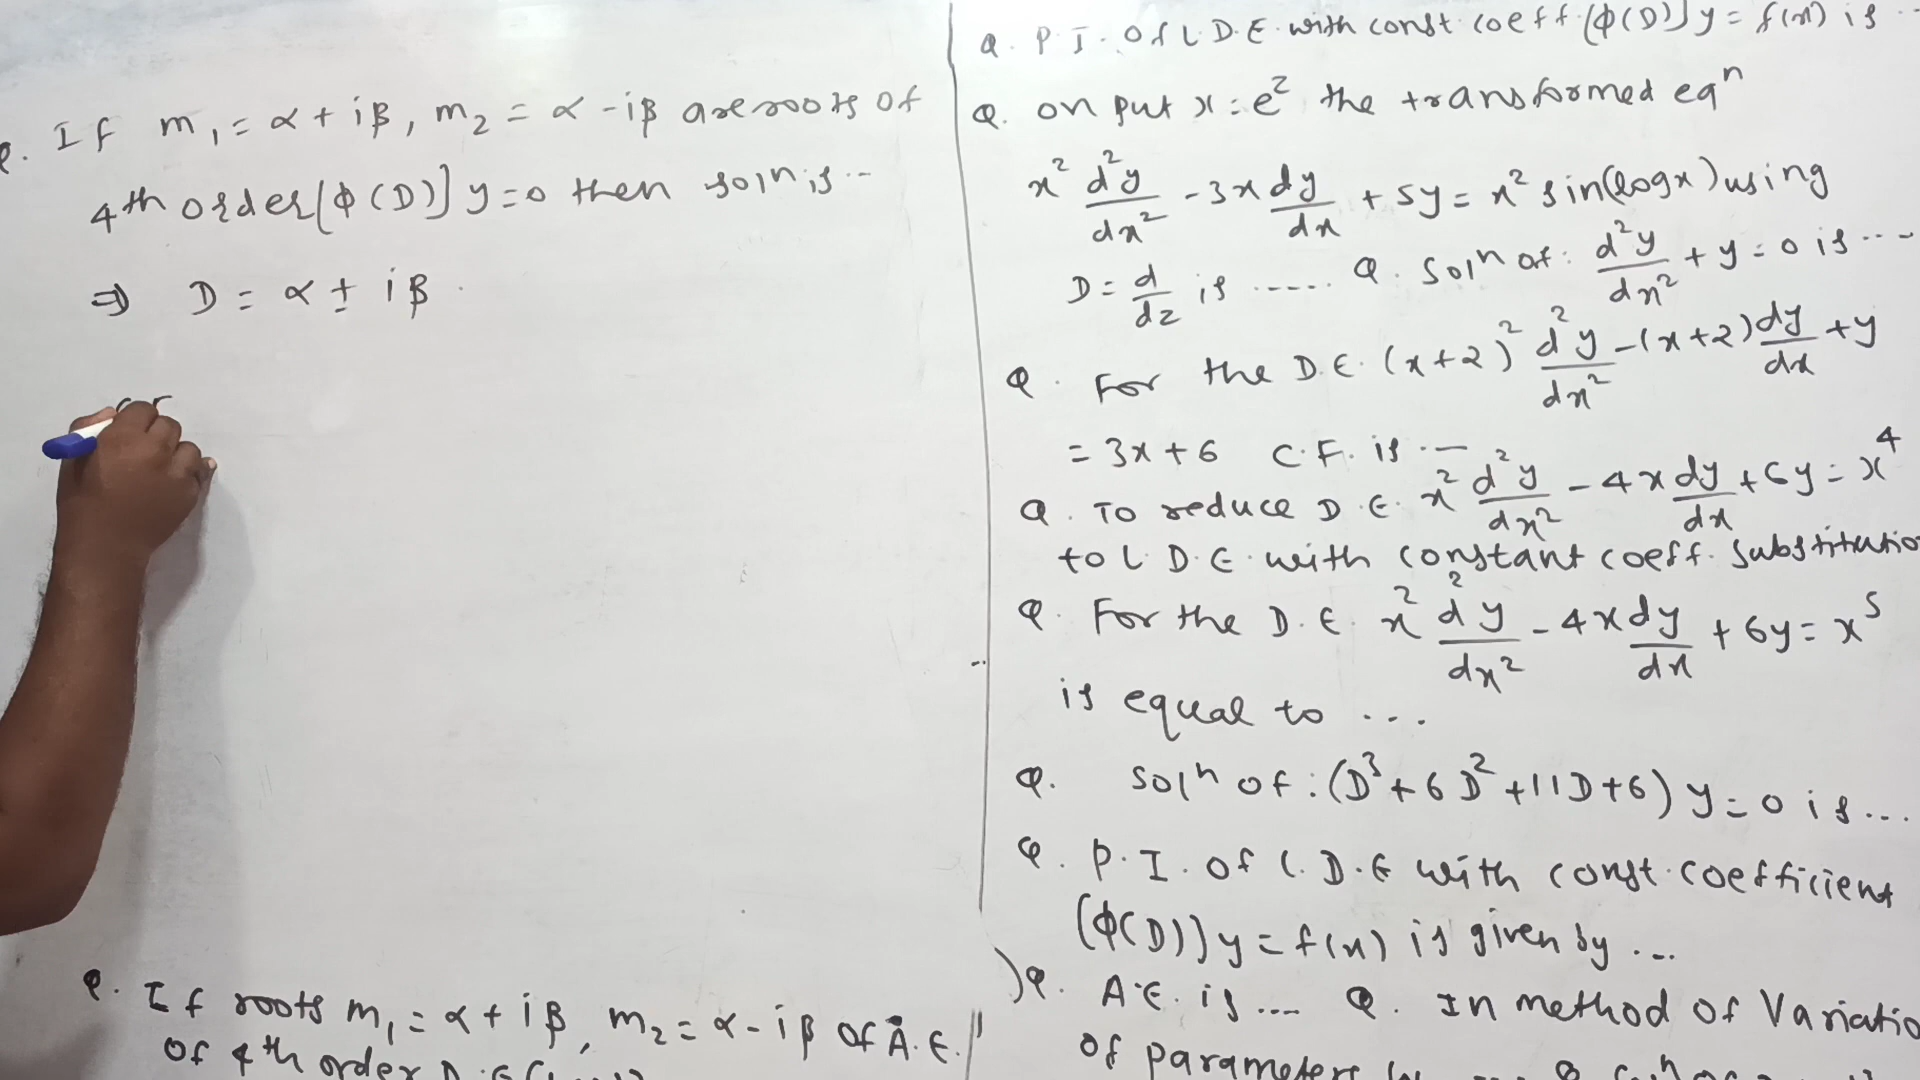 Q. If m₁ = α + iβ, m₂ = α - iβ are roots of
4th order [ϕ(D)] y = 0 then solⁿ is ...
⇒ D = α ± iβ.
Q. If roots m₁ = α + iβ, m₂ = α - iβ of A.E.
of 4th order D.E
Q. P.I. of L.D.E. with const. coeff. [ϕ(D)] y = f(x) is ..
Q. on put x = e² the transformed eqⁿ
x² d²y/dx² - 3x dy/dx + 5y = x² sin(logx) using
D = d/dz is ..... Q. Solⁿ of: d²y/dx² + y = 0 is ....
Q. For the D.E. (x+2)² d²y/dx² - (x+2) dy/dx + y
= 3x + 6 C.F. is ...
Q. To reduce D.E. x² d²y/dx² - 4x dy/dx + 6y = x⁴
to L.D.E. with constant coeff. substitutio
Q. For the D.E. x² d²y/dx² - 4x dy/dx + 6y = x⁵
is equal to ...
Q. Solⁿ of: (D³ + 6D² + 11D + 6) y = 0 is ...
Q. P.I. of L.D.E with const. coefficient
(ϕ(D)) y = f(x) is given by ...
Q. A.E. is .... Q. In method of Variatio
of parameters